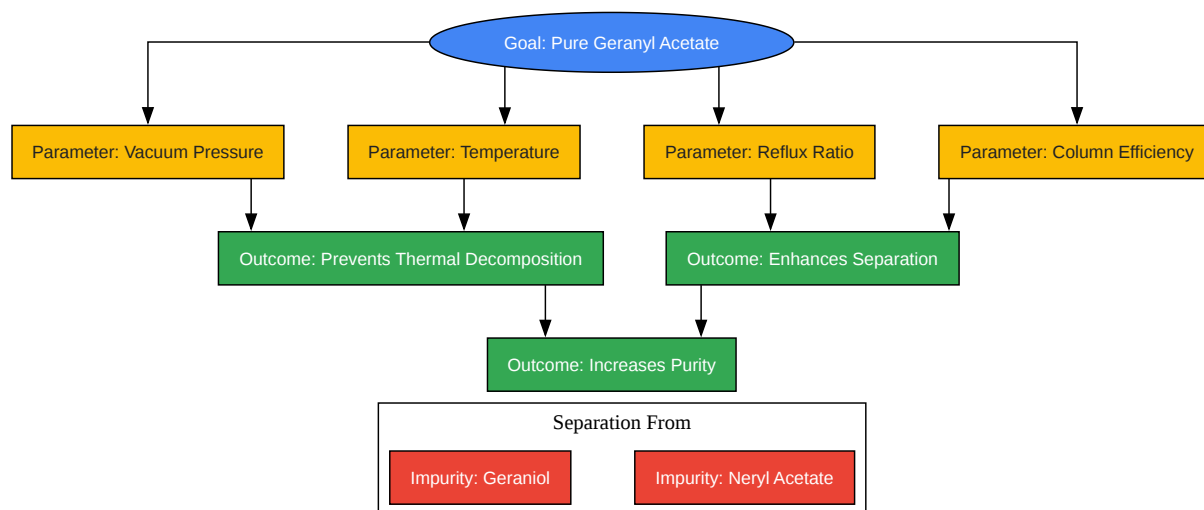 Goal: Pure Geranyl Acetate
Parameter: Vacuum Pressure
Parameter: Temperature
Parameter: Reflux Ratio
Parameter: Column Efficiency
Outcome: Prevents Thermal Decomposition
Outcome: Enhances Separation
Outcome: Increases Purity
Separation From
Impurity: Geraniol
Impurity: Neryl Acetate